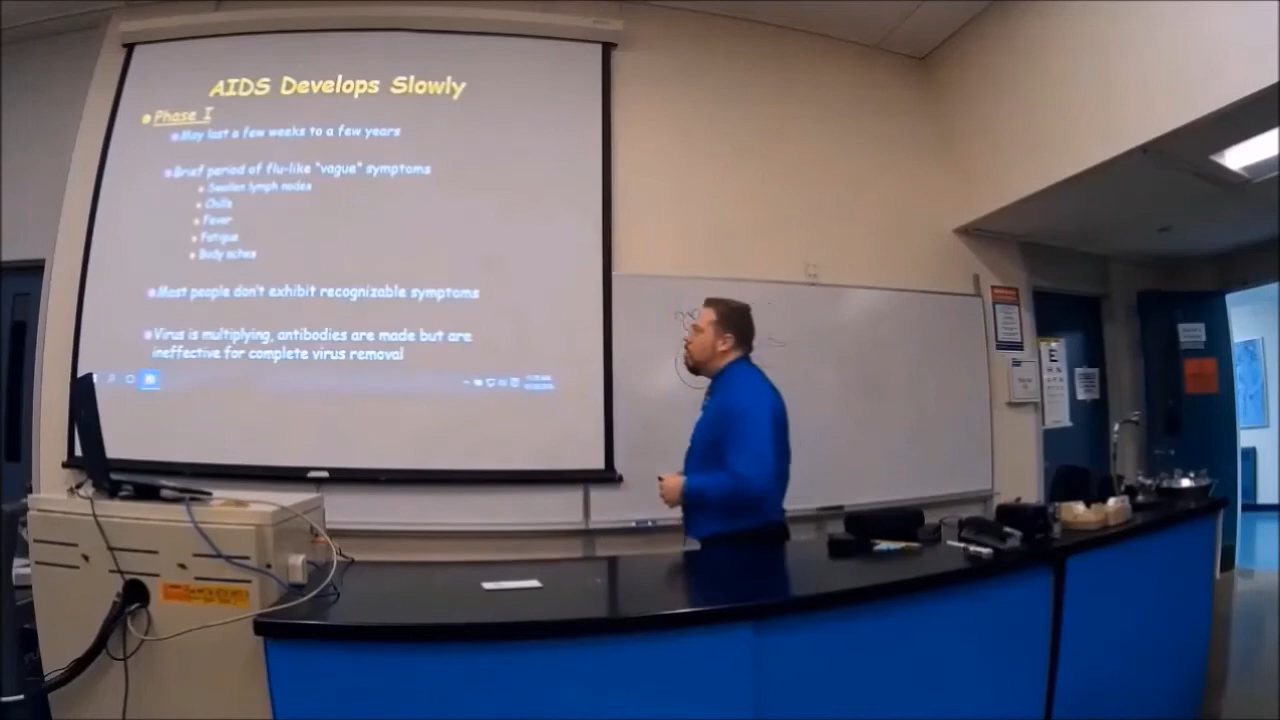 AIDS Develops Slowly
Phase I
May last a few weeks to a few years
Brief period of flu-like "vague" symptoms
Swollen lymph nodes
Chills
Fever
Fatigue
Body aches
Most people don't exhibit recognizable symptoms
Virus is multiplying, antibodies are made but are
ineffective for complete virus removal